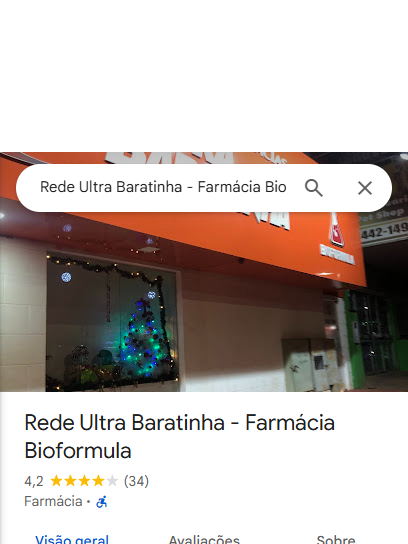 Rede Ultra Baratinha - Farmácia Bio
BIOFORMULA
442-149
Rede Ultra Baratinha - Farmácia
Bioformula
4,2 (34)
Farmácia ·
Visão geral Avaliações Sobre